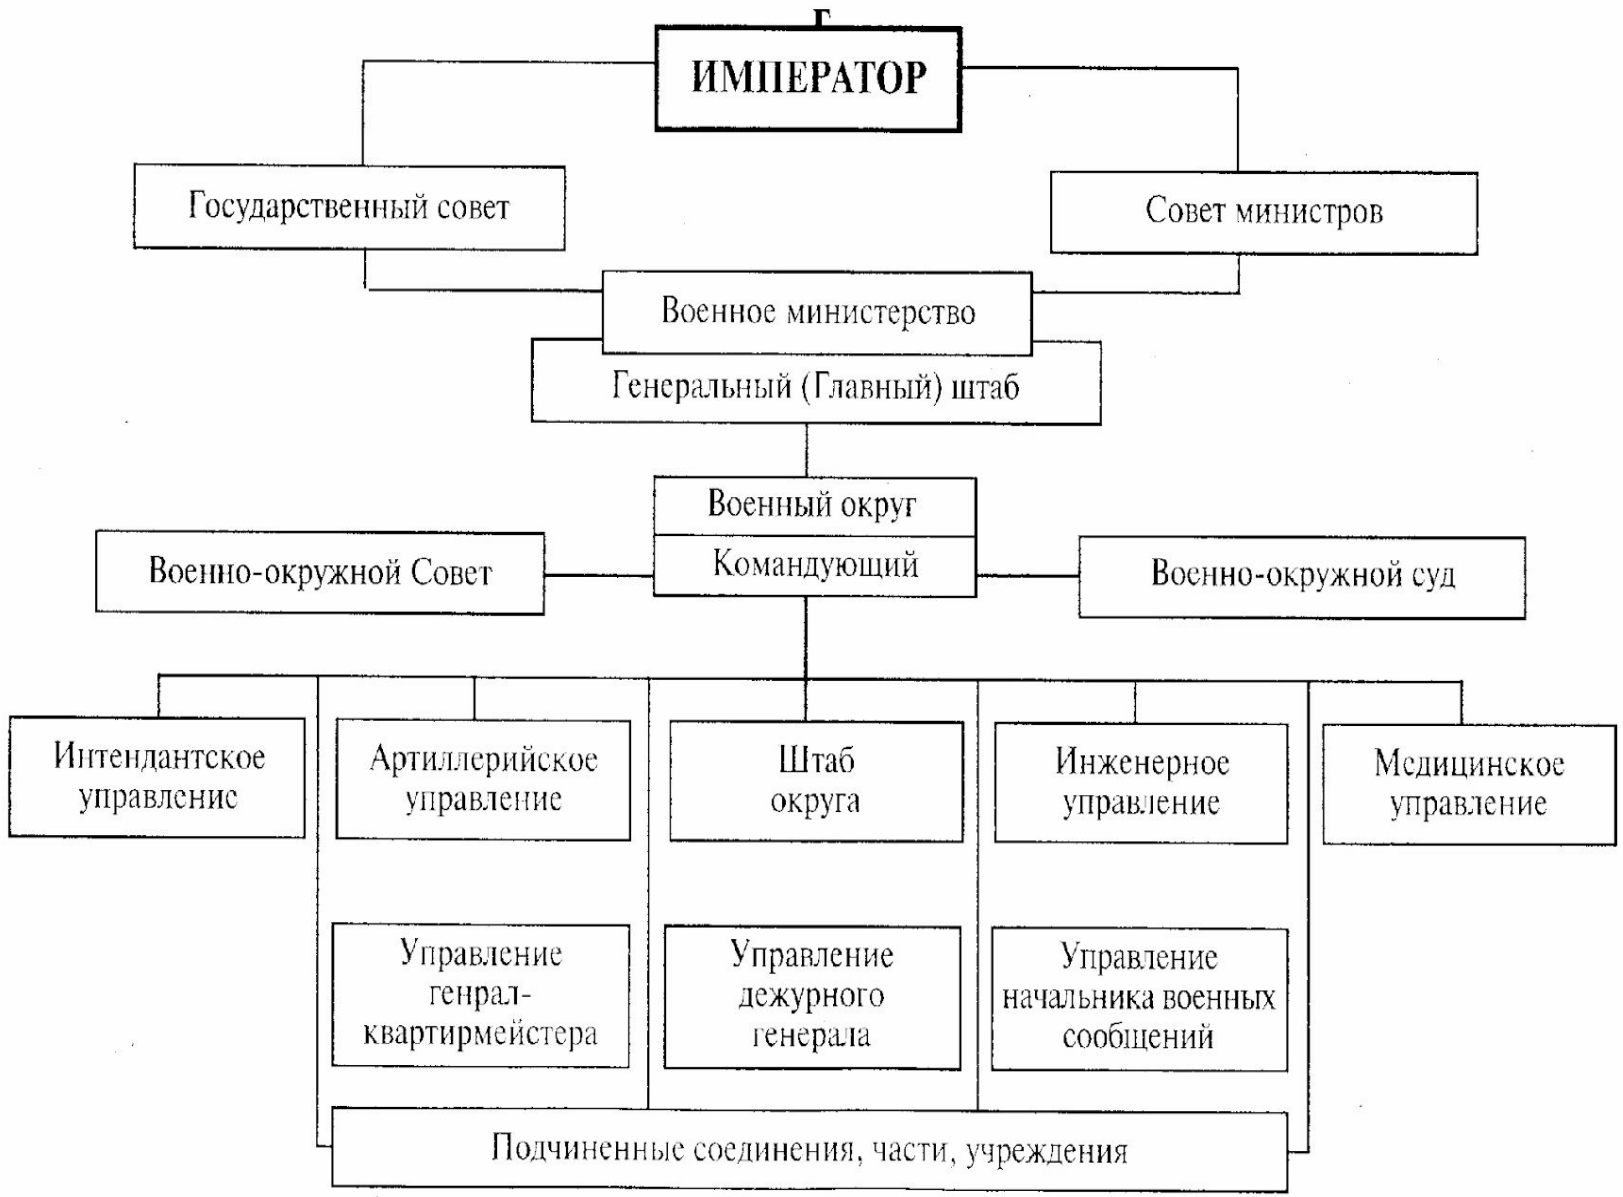 ИМПЕРАТОР
Государственный совет
Совет министров
Военное министерство
Генеральный (Главный) штаб
Военный округ
Командующий
Военно-окружной Совет
Военно-окружной суд
Интендантское
управление
Артиллерийское
управление
Штаб
округа
Инженерное
управление
Медицинское
управление
Управление
генрал-
квартирмейстера
Управление
дежурного
генерала
Управление
начальника военных
сообщений
Подчиненные соединения, части, учреждения